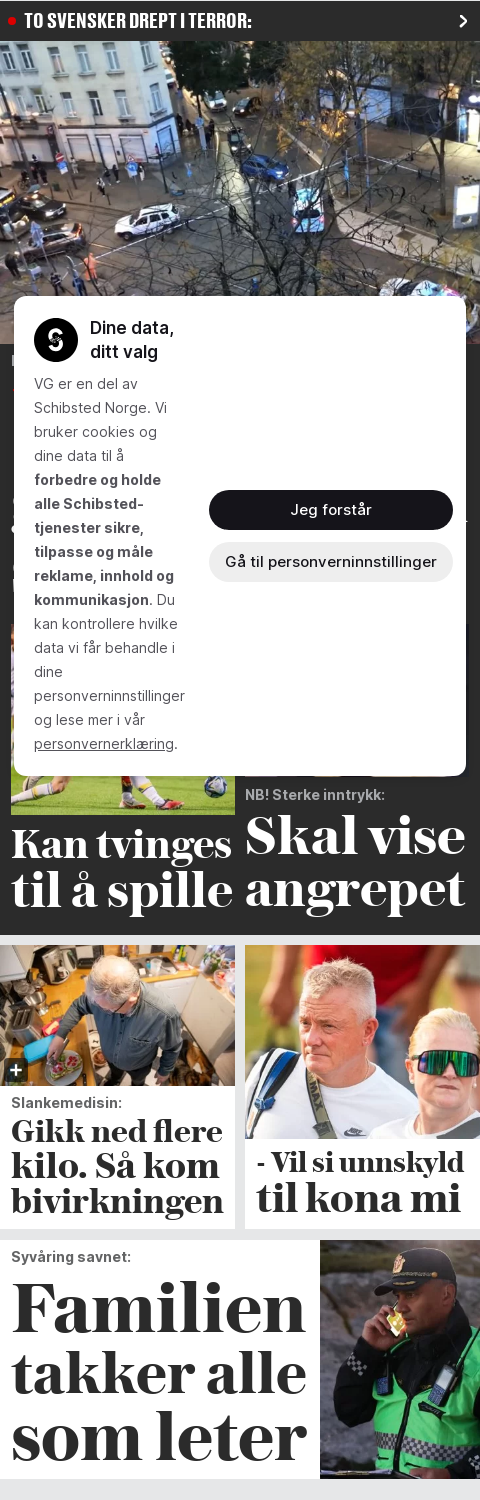 TO SVENSKER DREPT I TERROR:
Dine data,
ditt valg
VG er en del av
Schibsted Norge. Vi
bruker cookies og
dine data til å
forbedre og holde
alle Schibsted-
tjenester sikre,
tilpasse og måle
reklame, innhold og
kommunikasjon. Du
kan kontrollere hvilke
data vi får behandle i
dine
personverninnstillinger
og lese mer i vår
personvernerklæring.
Jeg forstår
Gå til personverninnstillinger
Kan tvinges
til å spille
NB! Sterke inntrykk:
Skal vise
angrepet
Slankemedisin:
Gikk ned flere
kilo. Så kom
bivirkningen
- Vil si unnskyld
til kona mi
Syvåring savnet:
Familien
takker alle
som leter